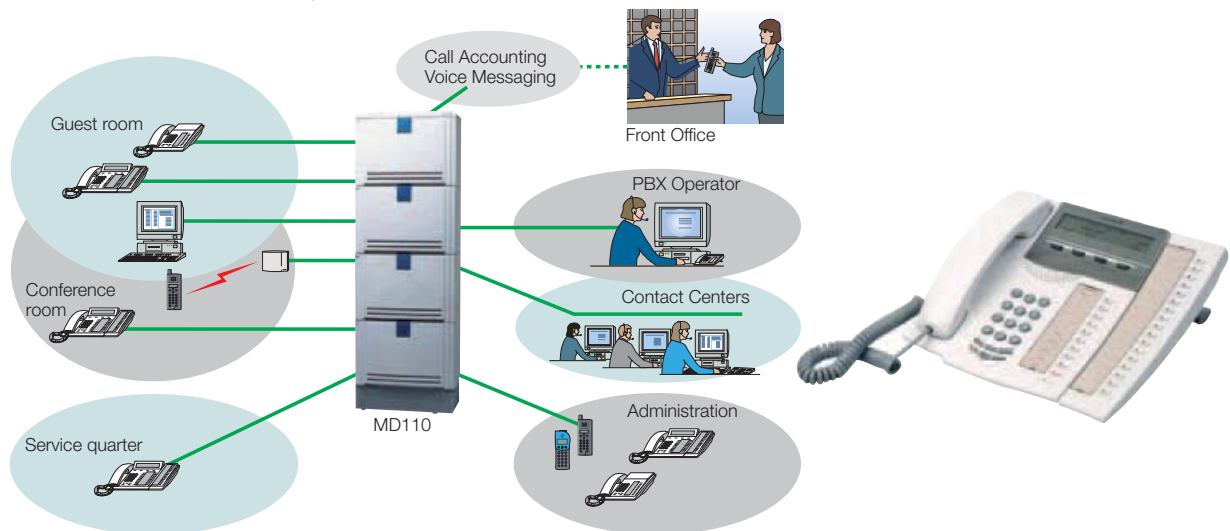 Call Accounting
Voice Messaging
Front Office
Guest room
PBX Operator
Conference
room
Contact Centers
MD110
Administration
Service quarter